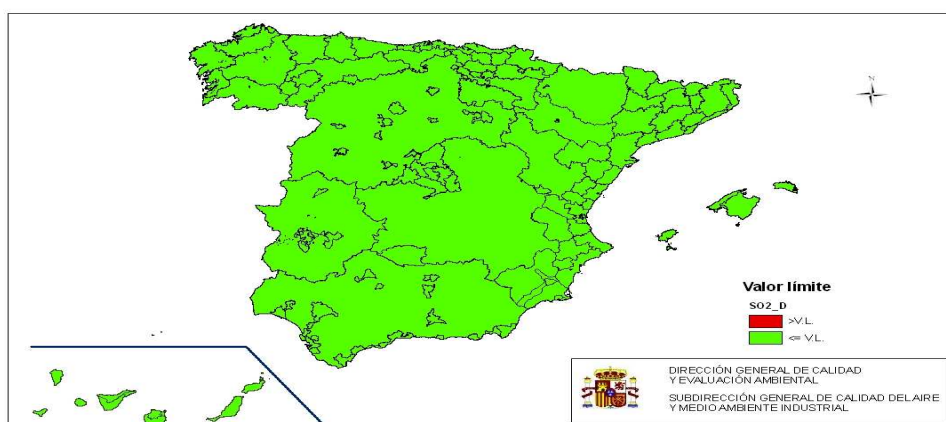 N
Valor límite
SO2_D
>V.L.
<= V.L.
DIRECCIÓN GENERAL DE CALIDAD
Y EVALUACIÓN AMBIENTAL
SUBDIRECCIÓN GENERAL DE CALIDAD DEL AIRE
Y MEDIO AMBIENTE INDUSTRIAL